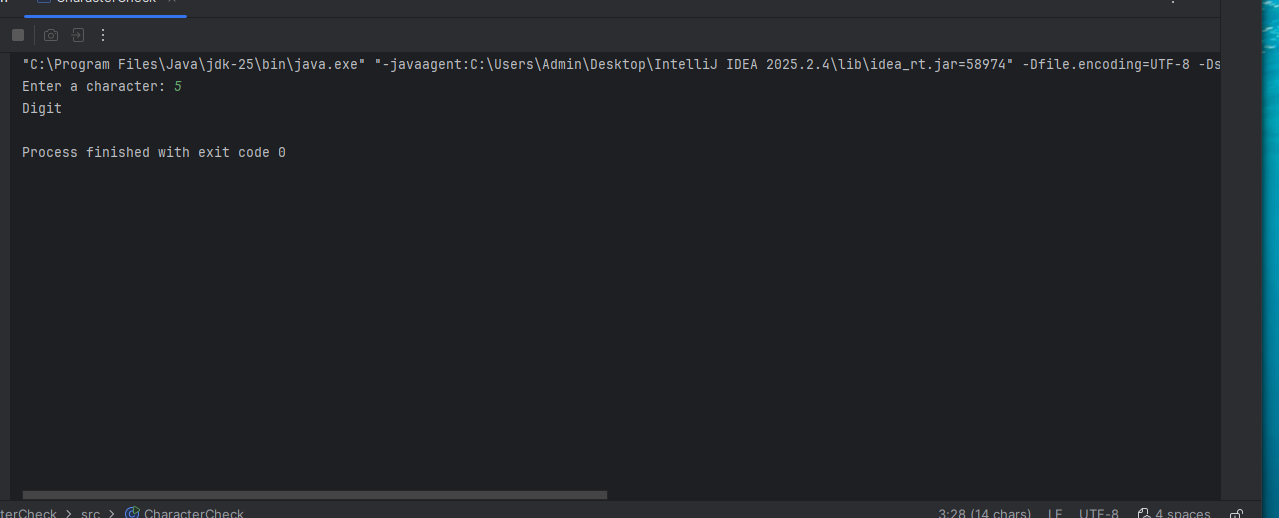 CharacterCheck
"C:\Program Files\Java\jdk-25\bin\java.exe" "-javaagent:C:\Users\Admin\Desktop\IntelliJ IDEA 2025.2.4\lib\idea_rt.jar=58974" -Dfile.encoding=UTF-8 -Ds
Enter a character: 5
Digit
Process finished with exit code 0
terCheck > src > CharacterCheck 3:28 (14 chars) LF UTF-8 4 spaces